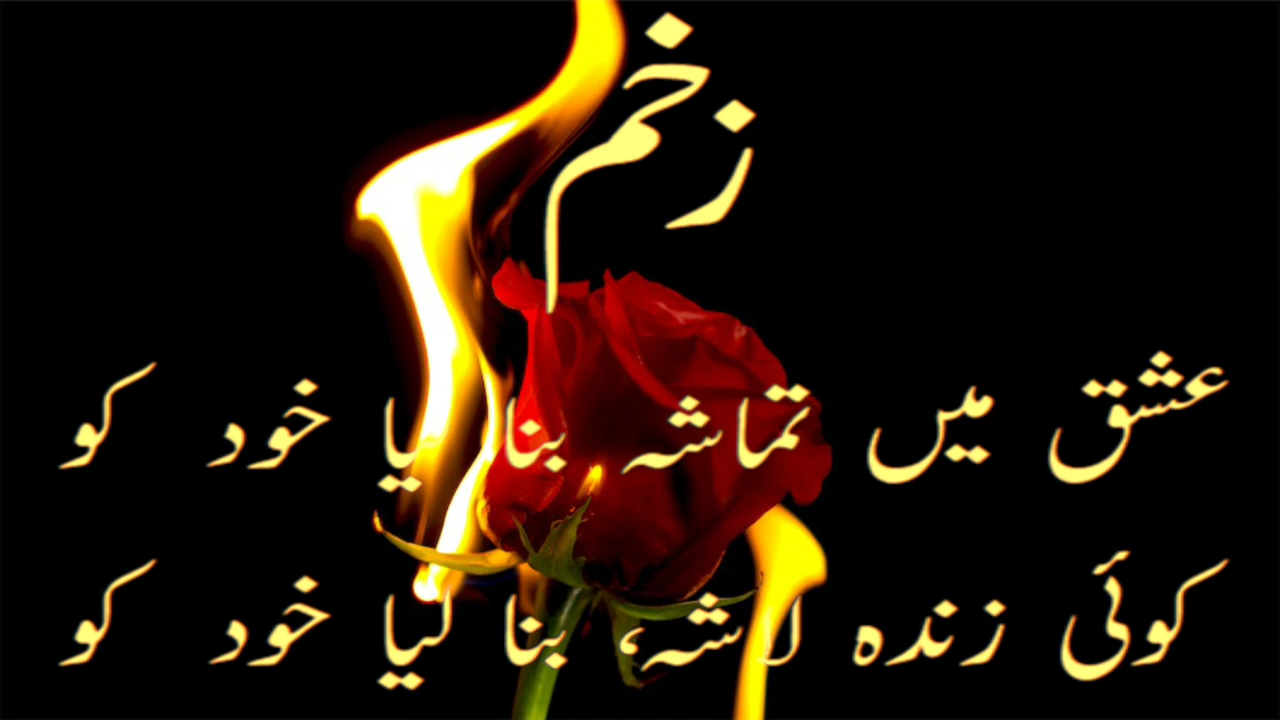 زخم
عشق میں تماشہ بنا لیا خود کو
کوئی زندہ لاشہ، بنا لیا خود کو